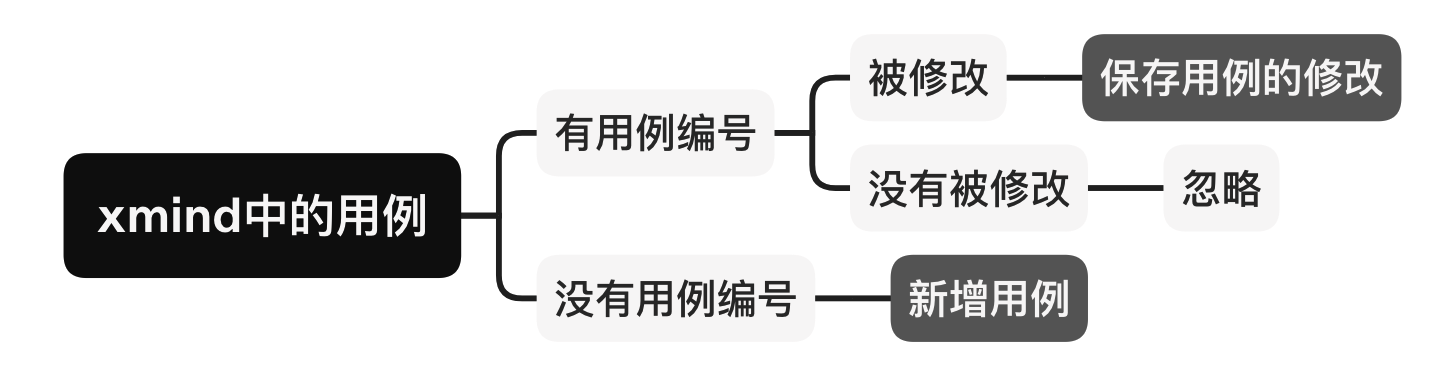 xmind中的用例
有用例编号
被修改
保存用例的修改
没有被修改
忽略
没有用例编号
新增用例